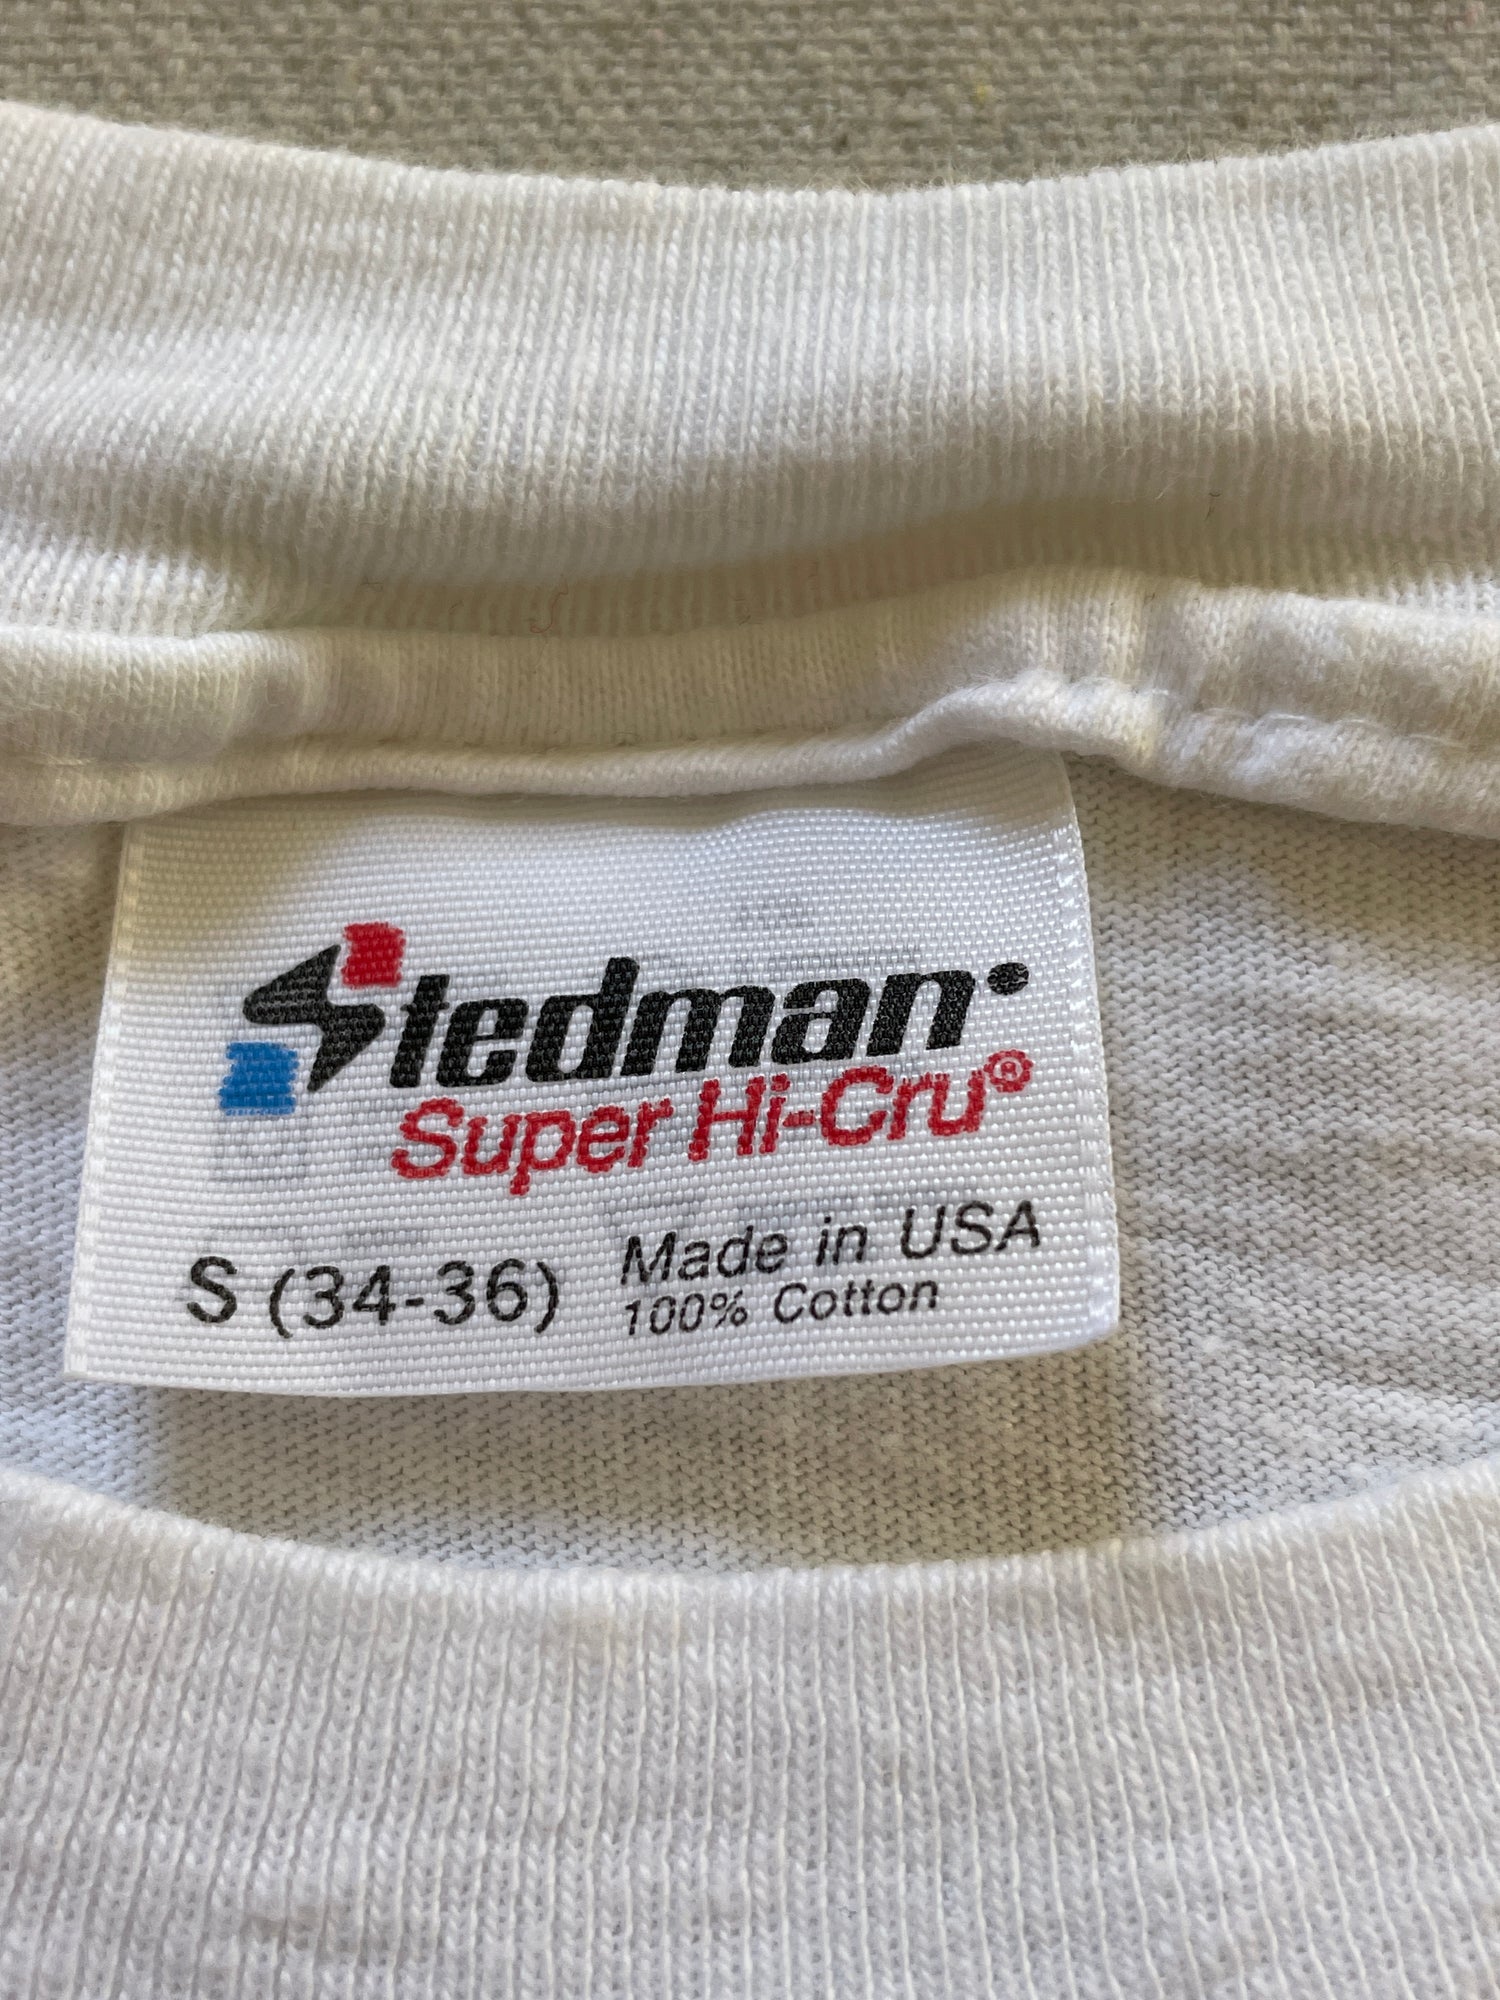 Stedman®
Super Hi-Cru®
S (34-36)
Made in USA
100% Cotton